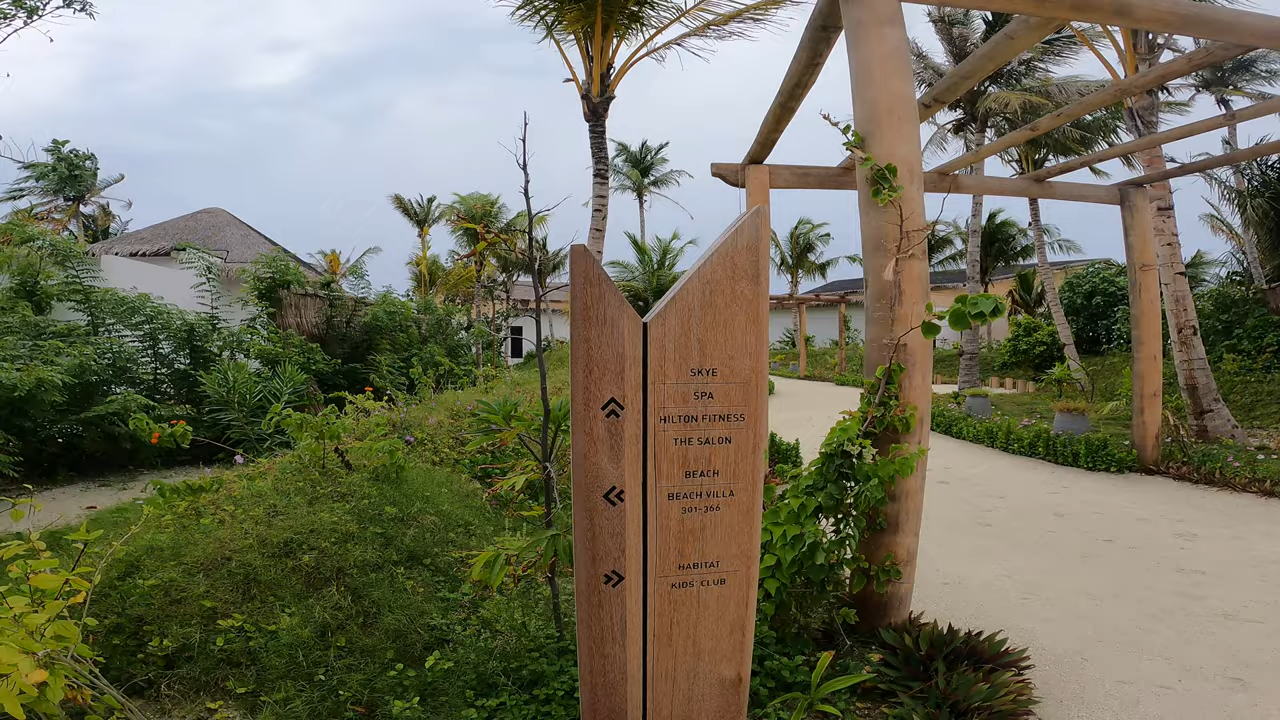 SKYE
SPA
HILTON FITNESS
THE SALON
BEACH
BEACH VILLA
301-366
HABITAT
KIDS' CLUB